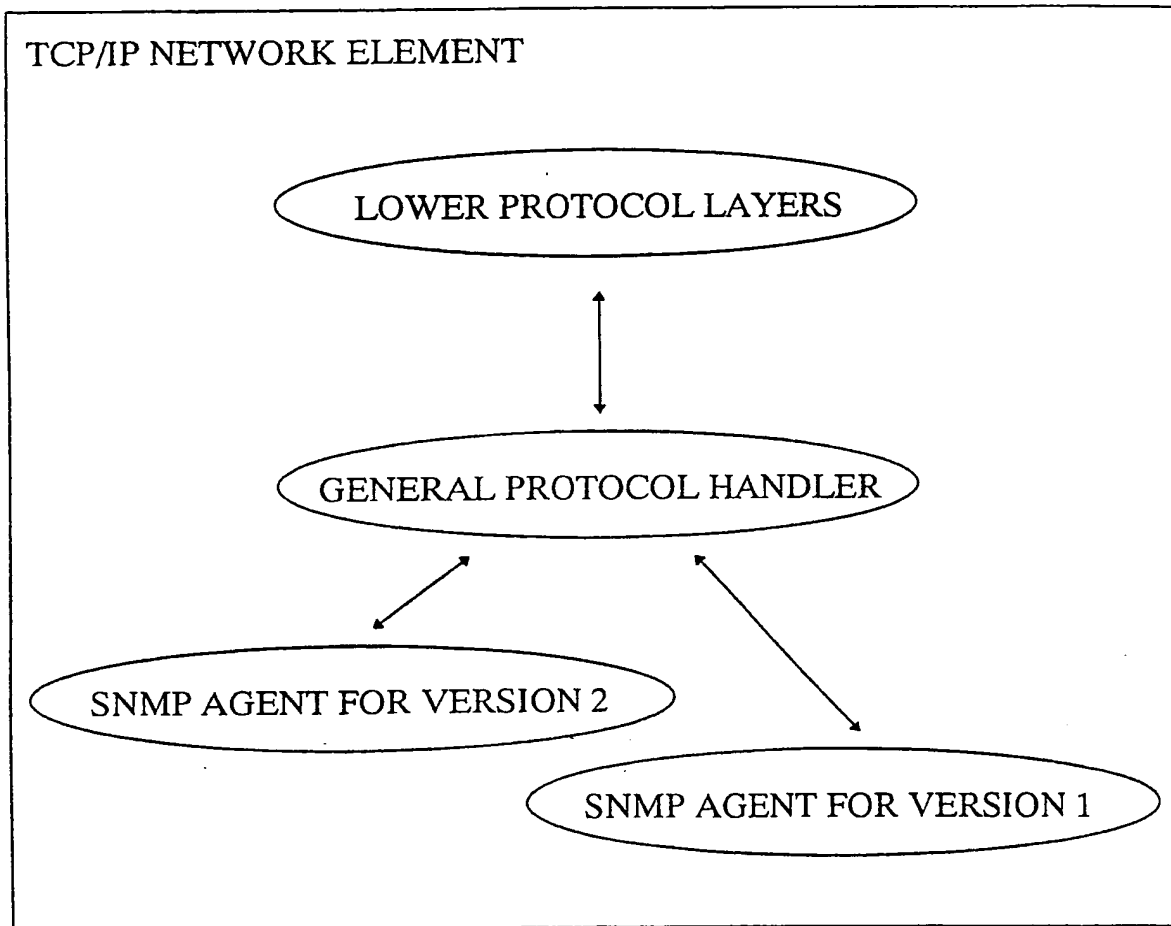 TCP/IP NETWORK ELEMENT
LOWER PROTOCOL LAYERS
GENERAL PROTOCOL HANDLER
SNMP AGENT FOR VERSION 2
SNMP AGENT FOR VERSION 1